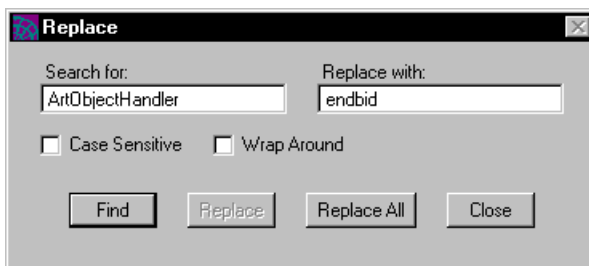 Replace
Search for: Replace with:
ArtObjectHandler endbid
Case Sensitive Wrap Around
Find Replace Replace All Close